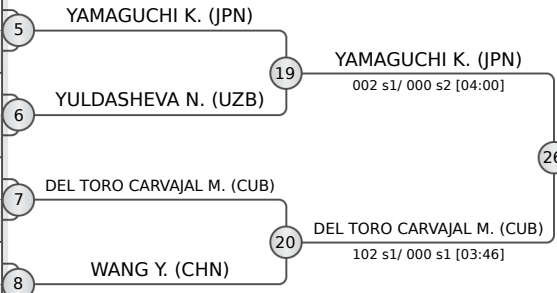 5
YAMAGUCHI K. (JPN)
19
YAMAGUCHI K. (JPN)
002 s1/ 000 s2 [04:00]
6
YULDASHEVA N. (UZB)
26
7
DEL TORO CARVAJAL M. (CUB)
20
DEL TORO CARVAJAL M. (CUB)
102 s1/ 000 s1 [03:46]
8
WANG Y. (CHN)